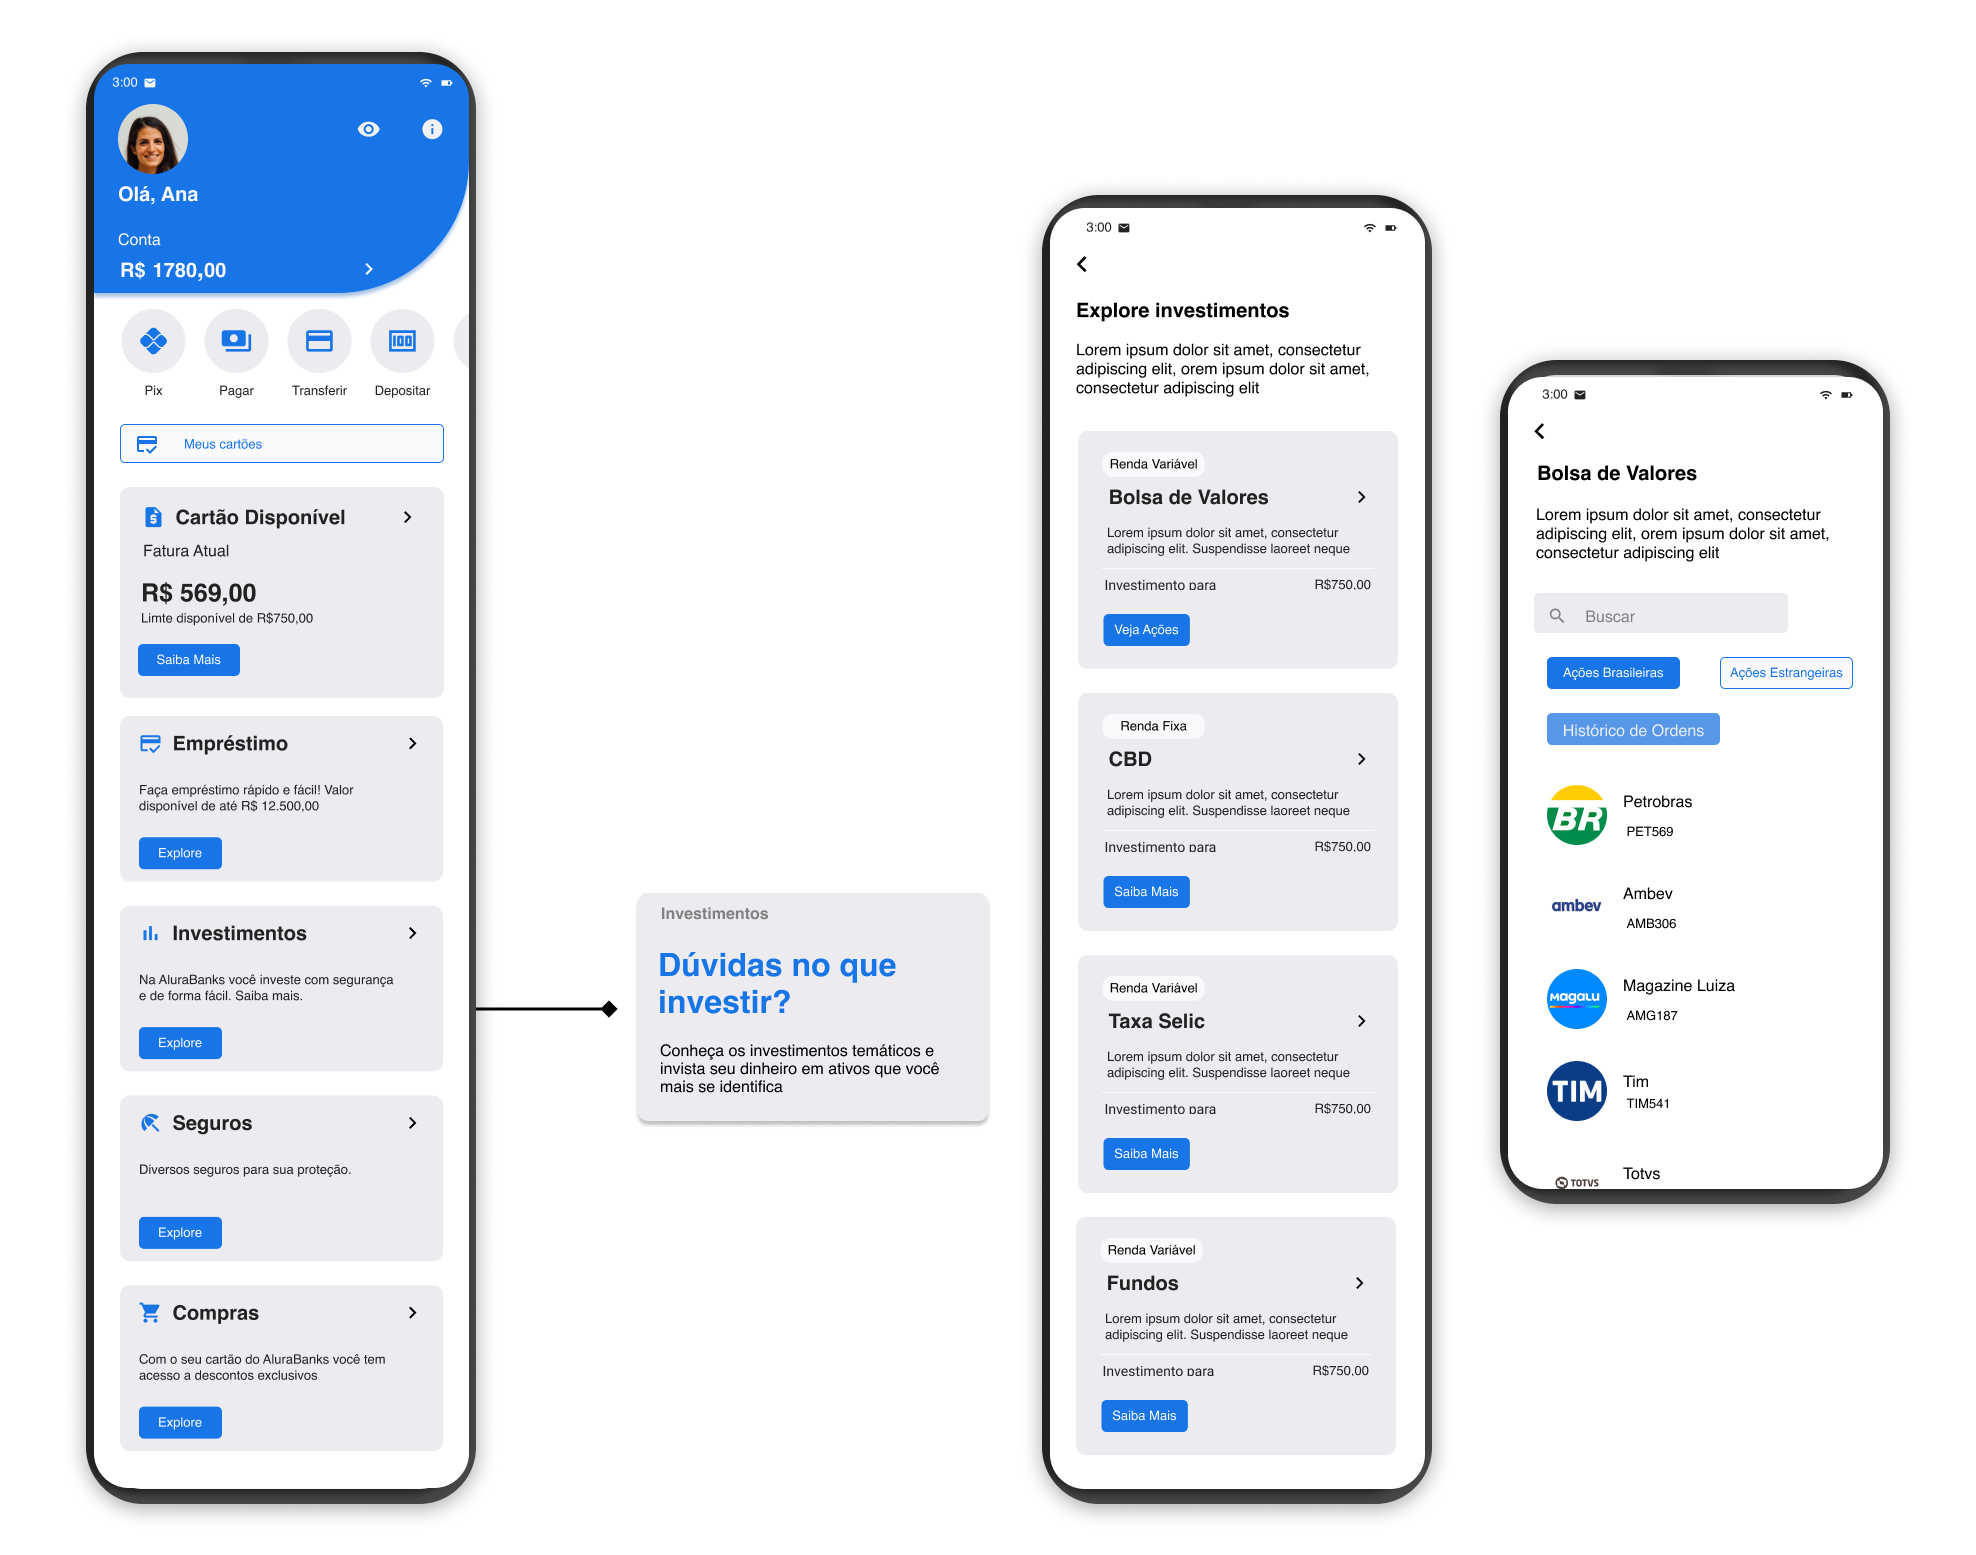 3:00
Olá, Ana
Conta
R$ 1780,00
Pix
Pagar
Transferir
Depositar
Meus cartões
Cartão Disponível
Fatura Atual
R$ 569,00
Limte disponível de R$750,00
Saiba Mais
Empréstimo
Faça empréstimo rápido e fácil! Valor
disponível de até R$ 12.500,00
Explore
Investimentos
Na AluraBanks você investe com segurança
e de forma fácil. Saiba mais.
Explore
Seguros
Diversos seguros para sua proteção.
Explore
Compras
Com o seu cartão do AluraBanks você tem
acesso a descontos exclusivos
Explore
Investimentos
Dúvidas no que
investir?
Conheça os investimentos temáticos e
invista seu dinheiro em ativos que você
mais se identifica
3:00
Explore investimentos
Lorem ipsum dolor sit amet, consectetur
adipiscing elit, orem ipsum dolor sit amet,
consectetur adipiscing elit
Renda Variável
Bolsa de Valores
Lorem ipsum dolor sit amet, consectetur
adipiscing elit. Suspendisse laoreet neque
Investimento para R$750,00
Veja Ações
Renda Fixa
CBD
Lorem ipsum dolor sit amet, consectetur
adipiscing elit. Suspendisse laoreet neque
Investimento para R$750,00
Saiba Mais
Renda Variável
Taxa Selic
Lorem ipsum dolor sit amet, consectetur
adipiscing elit. Suspendisse laoreet neque
Investimento para R$750,00
Saiba Mais
Renda Variável
Fundos
Lorem ipsum dolor sit amet, consectetur
adipiscing elit. Suspendisse laoreet neque
Investimento para R$750,00
Saiba Mais
3:00
Bolsa de Valores
Lorem ipsum dolor sit amet, consectetur
adipiscing elit, orem ipsum dolor sit amet,
consectetur adipiscing elit
Buscar
Ações Brasileiras
Ações Estrangeiras
Histórico de Ordens
BR
Petrobras
PET569
ambev
Ambev
AMB306
Magalu
Magazine Luiza
AMG187
TIM
Tim
TIM541
TOTVS
Totvs